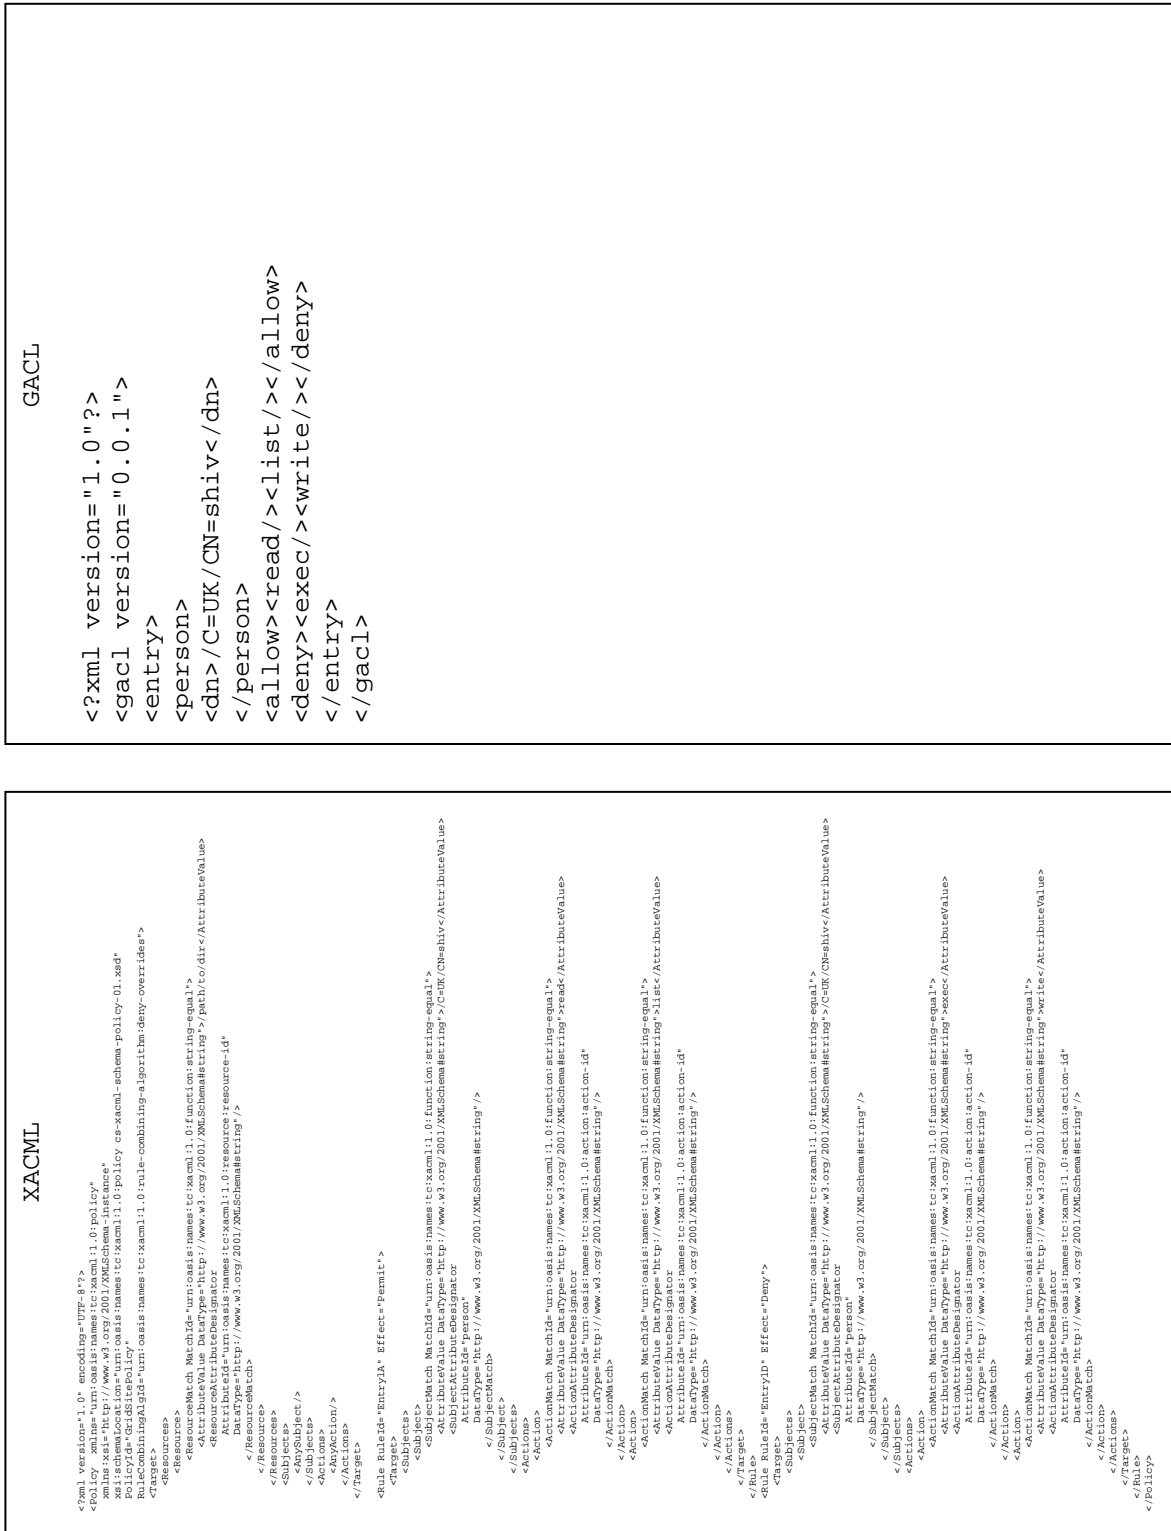 XACML
<?xml version="1.0" encoding="UTF-8"?>
<Policy xmlns="urn:oasis:names:tc:xacml:1.0:policy"
xmlns:xsi="http://www.w3.org/2001/XMLSchema-instance"
xsi:schemaLocation="urn:oasis:names:tc:xacml:1.0:policy cs-xacml-schema-policy-01.xsd"
PolicyId="GridSitePolicy"
RuleCombiningAlgId="urn:oasis:names:tc:xacml:1.0:rule-combining-algorithm:deny-overrides">
<Target>
<Resources>
<Resource>
<ResourceMatch MatchId="urn:oasis:names:tc:xacml:1.0:function:string-equal">
<AttributeValue DataType="http://www.w3.org/2001/XMLSchema#string">/path/to/dir</AttributeValue>
<ResourceAttributeDesignator
AttributeId="urn:oasis:names:tc:xacml:1.0:resource:resource-id"
DataType="http://www.w3.org/2001/XMLSchema#string"/>
</ResourceMatch>
</Resource>
</Resources>
<Subjects>
<AnySubject/>
</Subjects>
<Actions>
<AnyAction/>
</Actions>
</Target>
<Rule RuleId="Entry1A" Effect="Permit">
<Target>
<Subjects>
<Subject>
<SubjectMatch MatchId="urn:oasis:names:tc:xacml:1.0:function:string-equal">
<AttributeValue DataType="http://www.w3.org/2001/XMLSchema#string">/C=UK/CN=shiv</AttributeValue>
<SubjectAttributeDesignator
AttributeId="person"
DataType="http://www.w3.org/2001/XMLSchema#string"/>
</SubjectMatch>
</Subject>
</Subjects>
<Actions>
<Action>
<ActionMatch MatchId="urn:oasis:names:tc:xacml:1.0:function:string-equal">
<AttributeValue DataType="http://www.w3.org/2001/XMLSchema#string">read</AttributeValue>
<ActionAttributeDesignator
AttributeId="urn:oasis:names:tc:xacml:1.0:action:action-id"
DataType="http://www.w3.org/2001/XMLSchema#string"/>
</ActionMatch>
</Action>
<Action>
<ActionMatch MatchId="urn:oasis:names:tc:xacml:1.0:function:string-equal">
<AttributeValue DataType="http://www.w3.org/2001/XMLSchema#string">list</AttributeValue>
<ActionAttributeDesignator
AttributeId="urn:oasis:names:tc:xacml:1.0:action:action-id"
DataType="http://www.w3.org/2001/XMLSchema#string"/>
</ActionMatch>
</Action>
</Actions>
</Target>
</Rule>
<Rule RuleId="Entry1D" Effect="Deny">
<Target>
<Subjects>
<Subject>
<SubjectMatch MatchId="urn:oasis:names:tc:xacml:1.0:function:string-equal">
<AttributeValue DataType="http://www.w3.org/2001/XMLSchema#string">/C=UK/CN=shiv</AttributeValue>
<SubjectAttributeDesignator
AttributeId="person"
DataType="http://www.w3.org/2001/XMLSchema#string"/>
</SubjectMatch>
</Subject>
</Subjects>
<Actions>
<Action>
<ActionMatch MatchId="urn:oasis:names:tc:xacml:1.0:function:string-equal">
<AttributeValue DataType="http://www.w3.org/2001/XMLSchema#string">exec</AttributeValue>
<ActionAttributeDesignator
AttributeId="urn:oasis:names:tc:xacml:1.0:action:action-id"
DataType="http://www.w3.org/2001/XMLSchema#string"/>
</ActionMatch>
</Action>
<Action>
<ActionMatch MatchId="urn:oasis:names:tc:xacml:1.0:function:string-equal">
<AttributeValue DataType="http://www.w3.org/2001/XMLSchema#string">write</AttributeValue>
<ActionAttributeDesignator
AttributeId="urn:oasis:names:tc:xacml:1.0:action:action-id"
DataType="http://www.w3.org/2001/XMLSchema#string"/>
</ActionMatch>
</Action>
</Actions>
</Target>
</Rule>
</Policy>
GACL
<?xml version="1.0"?>
<gacl version="0.0.1">
<entry>
<person>
<dn>/C=UK/CN=shiv</dn>
</person>
<allow><read/><list/></allow>
<deny><exec/><write/></deny>
</entry>
</gacl>